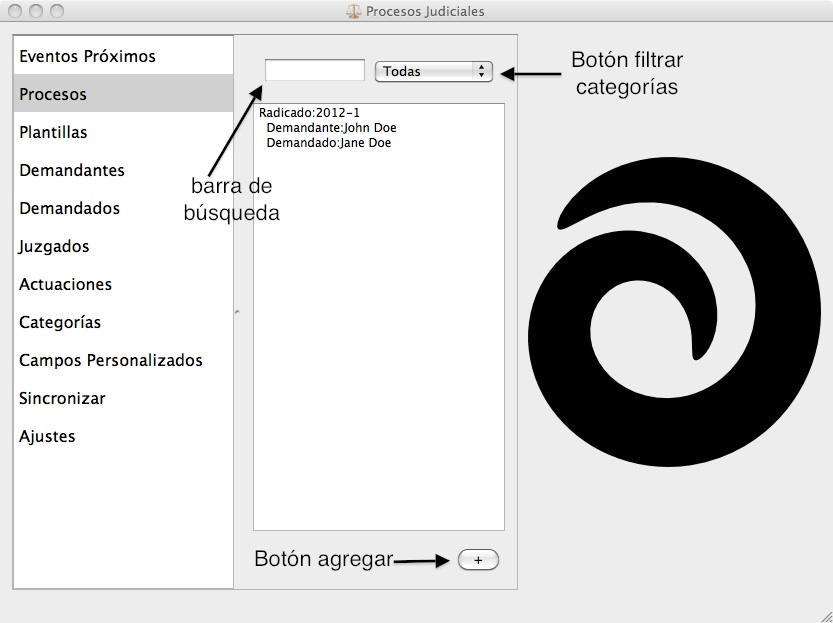 Procesos Judiciales
Eventos Próximos
Procesos
Plantillas
Demandantes
Demandados
Juzgados
Actuaciones
Categorías
Campos Personalizados
Sincronizar
Ajustes
Todas
Botón filtrar
categorías
Radicado:2012-1
Demandante:John Doe
Demandado:Jane Doe
barra de
búsqueda
Botón agregar
+